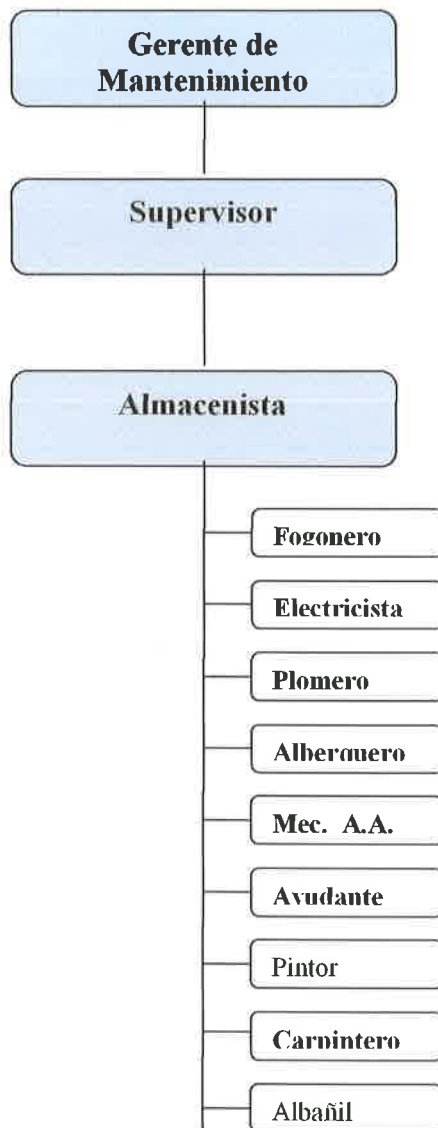 Gerente de
Mantenimiento
Supervisor
Almacenista
Fogonero
Electricista
Plomero
Alberquero
Mec. A.A.
Ayudante
Pintor
Carpintero
Albañil